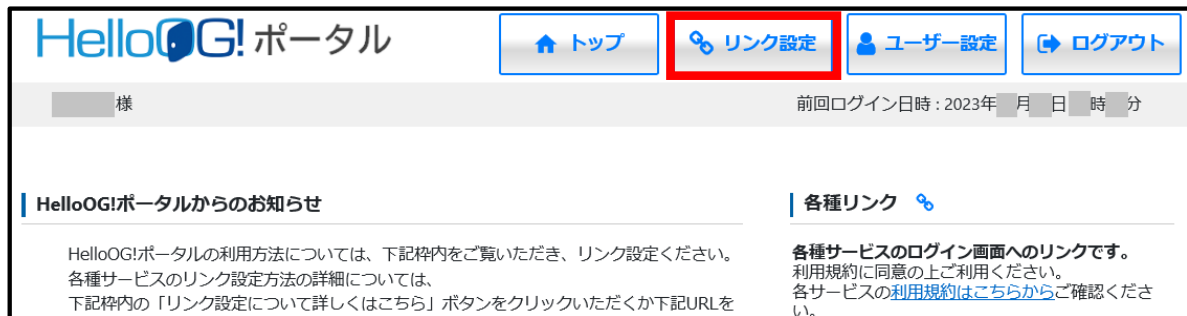 HelloOG! ポータル
トップ
リンク設定
ユーザー設定
ログアウト
様
前回ログイン日時 : 2023年 月 日 時 分
HelloOG!ポータルからのお知らせ
HelloOG!ポータルの利用方法については、下記枠内をご覧いただき、リンク設定ください。
各種サービスのリンク設定方法の詳細については、
下記枠内の「リンク設定について詳しくはこちら」ボタンをクリックいただくか下記URLを
各種リンク
各種サービスのログイン画面へのリンクです。
利用規約に同意の上ご利用ください。
各サービスの利用規約はこちらからご確認くださ
い。